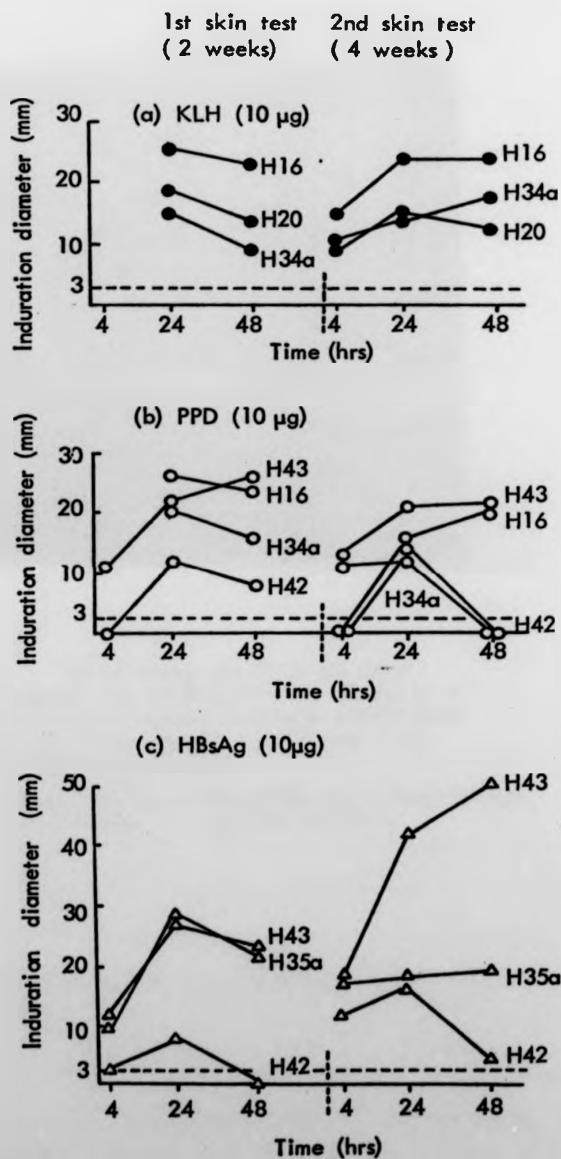 1st skin test 2nd skin test
( 2 weeks) ( 4 weeks )
(a) KLH (10 µg)
Induration diameter (mm)
30
20
10
3
H16
H20
H34a
H16
H34a
H20
4 24 48 4 24 48
Time (hrs)
(b) PPD (10 µg)
Induration diameter (mm)
30
20
10
3
H43
H16
H34a
H42
H43
H16
H34a
H42
4 24 48 4 24 48
Time (hrs)
(c) HBsAg (10µg)
Induration diameter (mm)
50
40
30
20
10
3
H43
H35a
H42
H43
H35a
H42
4 24 48 4 24 48
Time (hrs)